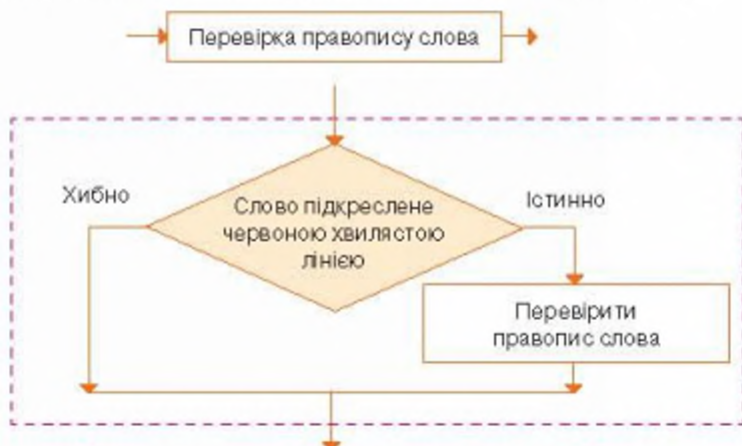 Перевірка правопису слова
Хибно
Істинно
Слово підкреслене
червоною хвилястою
лінією
Перевірити
правопис слова